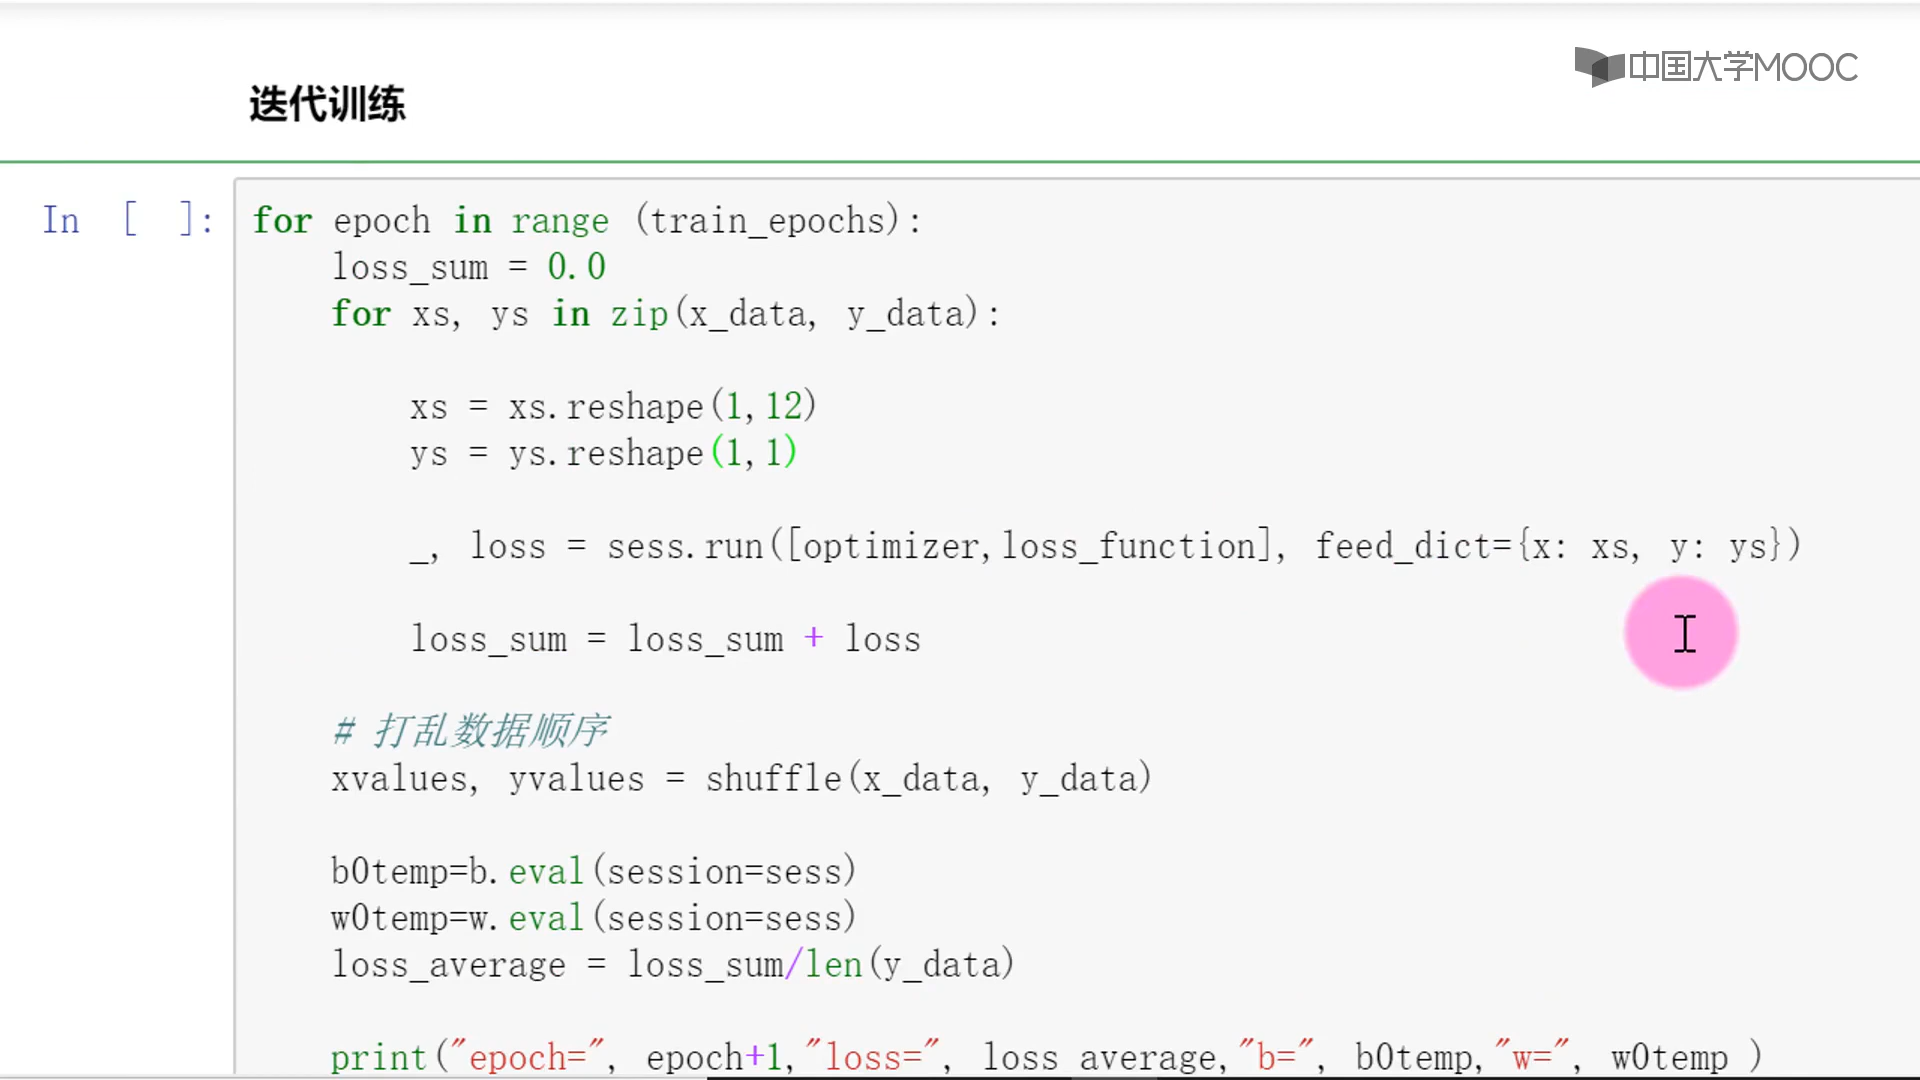 中国大学MOOC
迭代训练
In [ ]:
for epoch in range (train_epochs):
loss_sum = 0.0
for xs, ys in zip(x_data, y_data):
xs = xs.reshape(1,12)
ys = ys.reshape(1,1)
_, loss = sess.run([optimizer,loss_function], feed_dict={x: xs, y: ys})
loss_sum = loss_sum + loss
# 打乱数据顺序
xvalues, yvalues = shuffle(x_data, y_data)
b0temp=b.eval(session=sess)
w0temp=w.eval(session=sess)
loss_average = loss_sum/len(y_data)
print("epoch=", epoch+1,"loss=", loss_average,"b=", b0temp,"w=", w0temp )